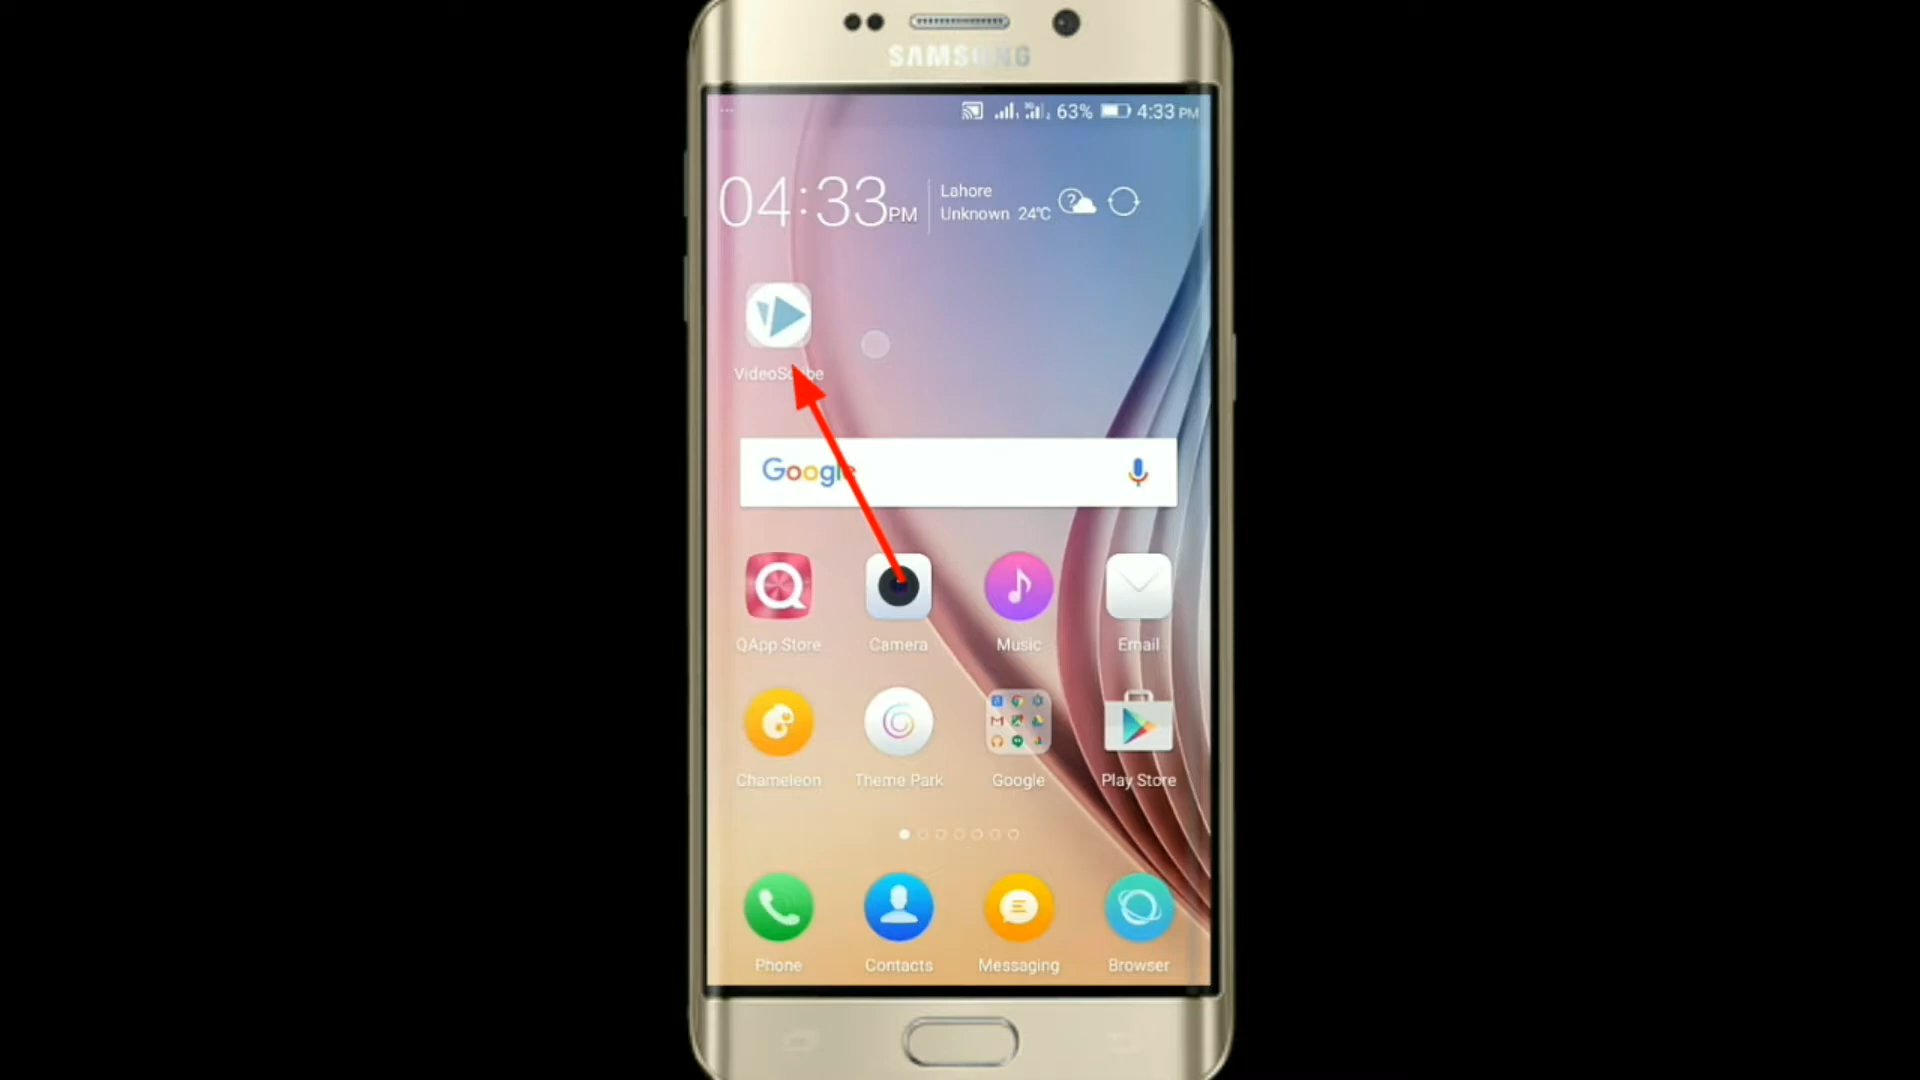 SAMSUNG
63% 4:33 PM
04:33PM
Lahore
Unknown 24°C
VideoScribe
Google
QApp Store Camera Music Email
Chameleon Theme Park Google Play Store
Phone Contacts Messaging Browser